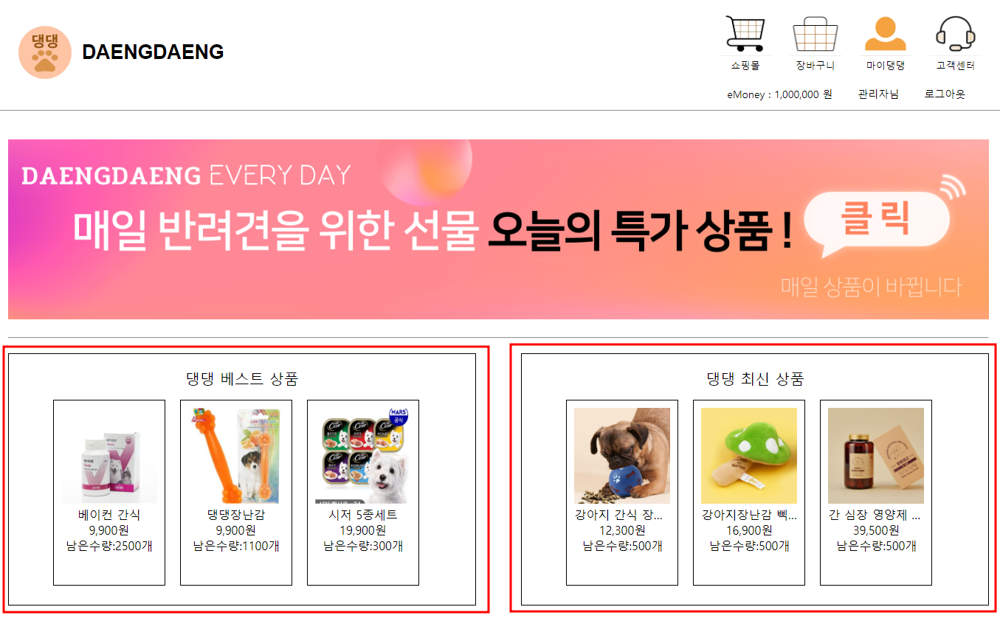 댕댕
DAENGDAENG
쇼핑몰
장바구니
마이댕댕
고객센터
eMoney : 1,000,000 원
관리자님
로그아웃
DAENGDAENG EVERY DAY
매일 반려견을 위한 선물 오늘의 특가 상품 !
클릭
매일 상품이 바뀝니다
댕댕 베스트 상품
MARS
공식
Cesar
Cesar
Cesar
Cesar
Cesar
베이컨 간식
9,900원
남은수량:2500개
댕댕장난감
9,900원
남은수량:1100개
시저 5종세트
19,900원
남은수량:300개
댕댕 최신 상품
강아지 간식 장...
12,300원
남은수량:500개
강아지장난감 삑...
16,900원
남은수량:500개
간 심장 영양제 ...
39,500원
남은수량:500개